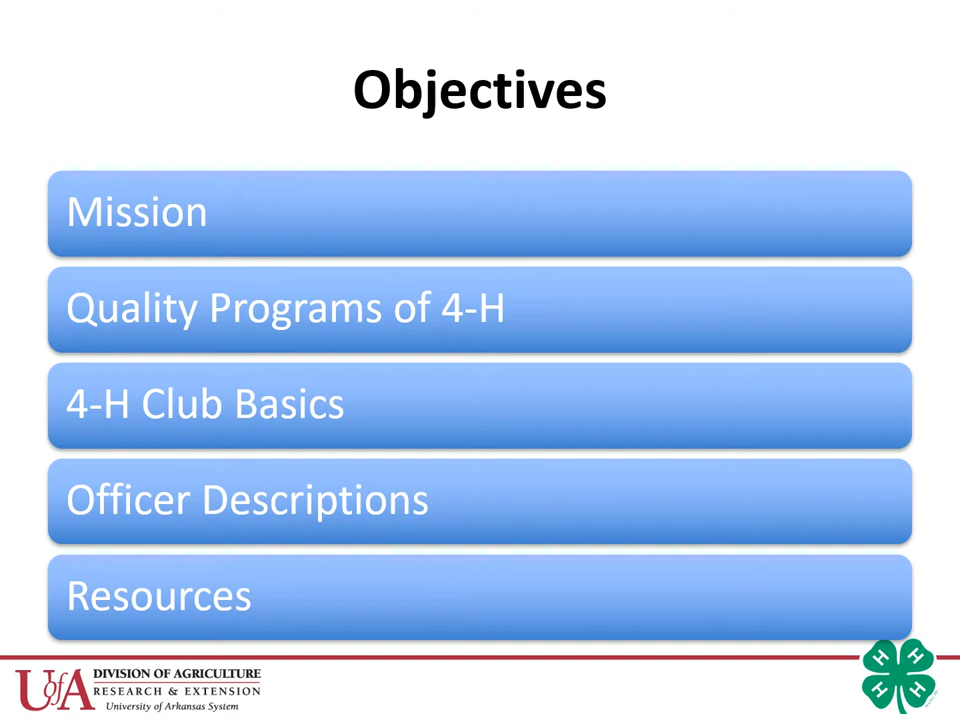 Objectives
Mission
Quality Programs of 4-H
4-H Club Basics
Officer Descriptions
Resources
UofA
DIVISION OF AGRICULTURE
RESEARCH & EXTENSION
University of Arkansas System
H H
H H